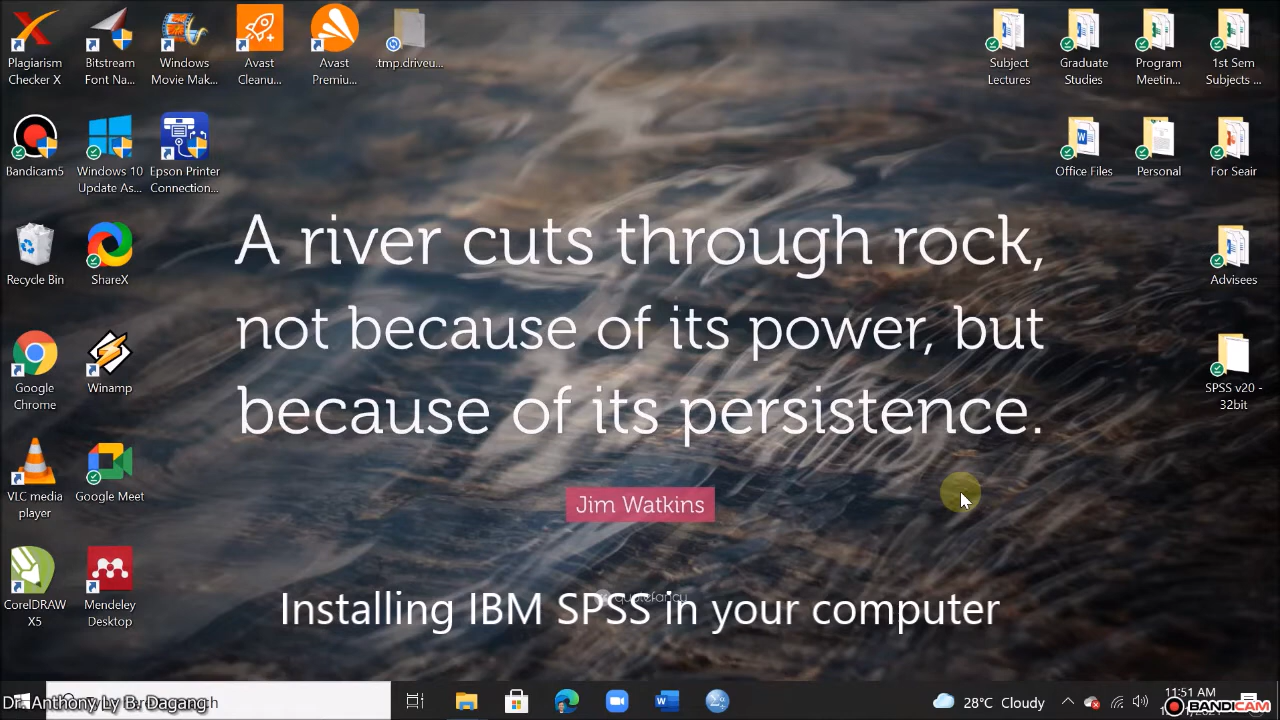 Plagiarism
Checker X
Bitstream
Font Na...
Windows
Movie Mak...
Avast
Cleanu...
Avast
Premiu...
.tmp.driveu...
Subject
Lectures
Graduate
Studies
Program
Meetin...
1st Sem
Subjects ...
Bandicam5
Windows 10
Update As...
Epson Printer
Connection...
Office Files
Personal
For Seair
Recycle Bin
ShareX
Advisees
Google
Chrome
Winamp
SPSS v20 -
32bit
VLC media
player
Google Meet
CorelDRAW
X5
Mendeley
Desktop
A river cuts through rock,
not because of its power, but
because of its persistence.
Jim Watkins
quotefancy
Installing IBM SPSS in your computer
Dr. Anthony Ly B. Dagang
28°C Cloudy
11:51 AM
BANDICAM